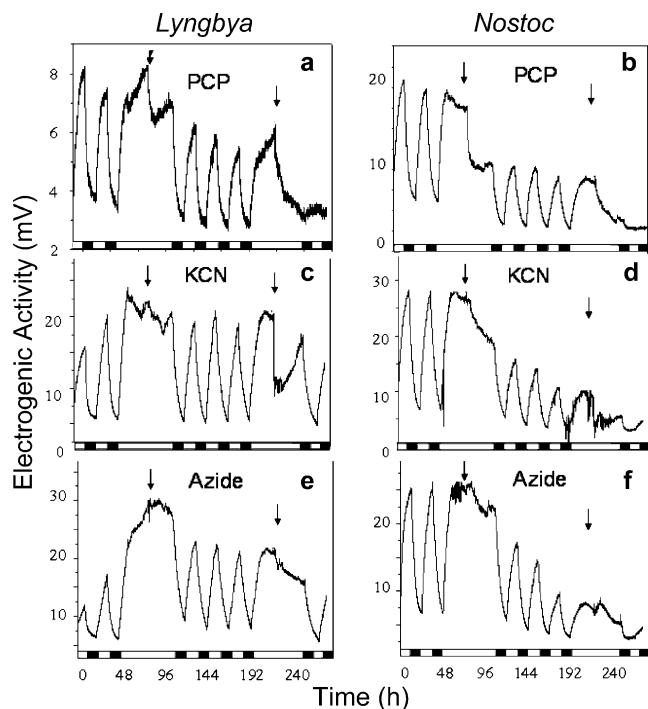 Lyngbya Nostoc
a b
PCP PCP
8 20
6
4 10
2 0
c d
KCN KCN
20 30
20
10 10
0 0
e f
Azide Azide
30
20 20
10 10
0 48 96 144 192 240 0 48 96 144 192 240
Electrogenic Activity (mV)
Time (h)